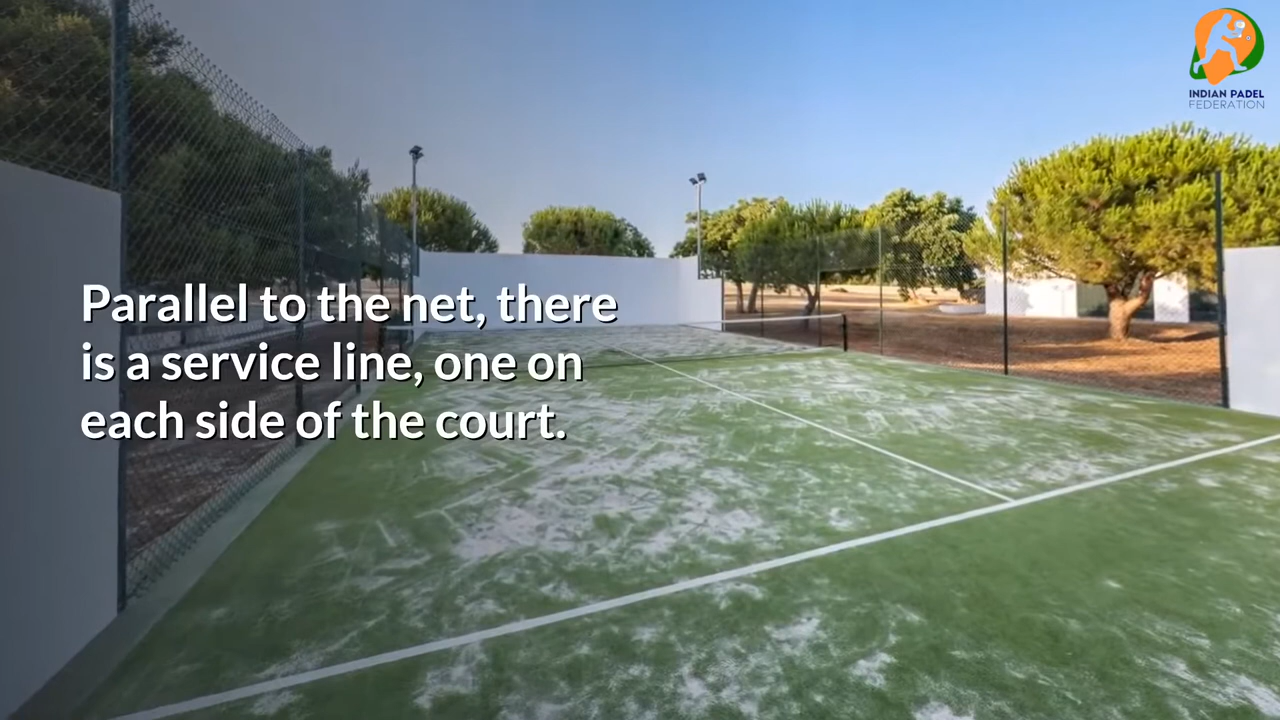 INDIAN PADEL
FEDERATION
Parallel to the net, there
is a service line, one on
each side of the court.